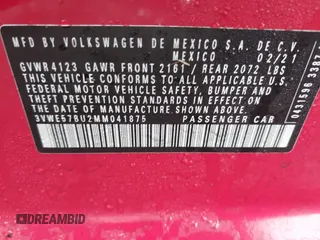 MFD BY VOLKSWAGEN DE MEXICO S.A. DE C.V.
MEXICO 02/21
GVWR 4123 GAWR FRONT 2161 / REAR 2072 LBS
THIS VEHICLE CONFORMS TO ALL APPLICABLE U.S.
FEDERAL MOTOR VEHICLE SAFETY, BUMPER, AND
THEFT PREVENTION STANDARDS IN EFFECT ON
THE DATE OF MANUFACTURE SHOWN ABOVE.
3VWE57BU2MM041875 PASSENGER CAR
0431598 3382
DREAMBID